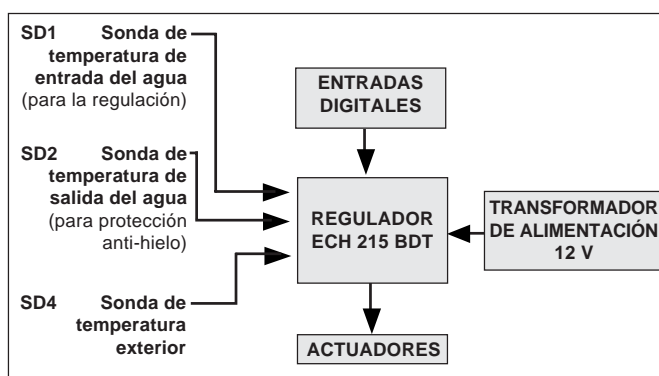 SD1 Sonda de
temperatura de
entrada del agua
(para la regulación)
SD2 Sonda de
temperatura de
salida del agua
(para protección
anti-hielo)
SD4 Sonda de
temperatura
exterior
ENTRADAS
DIGITALES
REGULADOR
ECH 215 BDT
TRANSFORMADOR
DE ALIMENTACIÓN
12 V
ACTUADORES